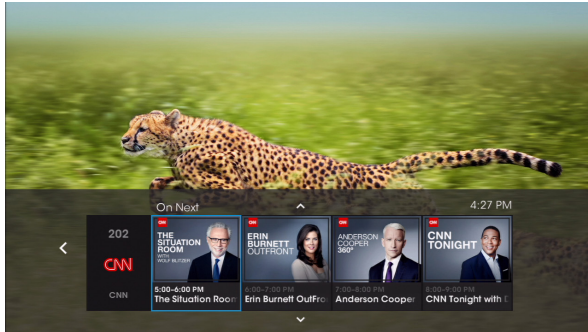 On Next
4:27 PM
202
CNN
CNN
CNN
THE
SITUATION
ROOM
WITH
WOLF BLITZER
5:00-6:00 PM
The Situation Room
CNN
ERIN
BURNETT
OUTFRONT
6:00-7:00 PM
Erin Burnett OutFro
CNN
ANDERSON
COOPER
360°
7:00-8:00 PM
Anderson Cooper
CNN
CNN
TONIGHT
8:00-9:00 PM
CNN Tonight with D